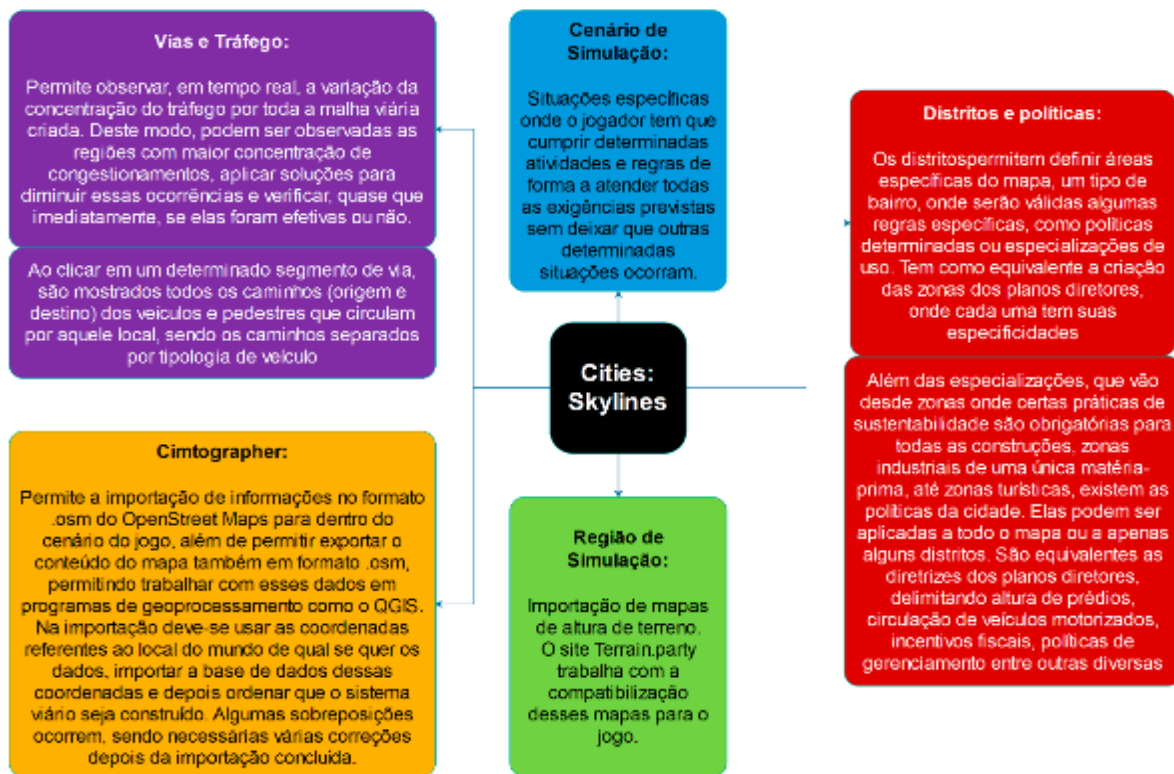 Vias e Tráfego:
Permite observar, em tempo real, a variação da
concentração do tráfego por toda a malha viária
criada. Deste modo, podem ser observadas as
regiões com maior concentração de
congestionamentos, aplicar soluções para
diminuir essas ocorrências e verificar, quase que
imediatamente, se elas foram efetivas ou não.
Ao clicar em um determinado segmento de via,
são mostrados todos os caminhos (origem e
destino) dos veículos e pedestres que circulam
por aquele local, sendo os caminhos separados
por tipologia de veículo
Cimtographer:
Permite a importação de informações no formato
.osm do OpenStreet Maps para dentro do
cenário do jogo, além de permitir exportar o
conteúdo do mapa também em formato .osm,
permitindo trabalhar com esses dados em
programas de geoprocessamento como o QGIS.
Na importação deve-se usar as coordenadas
referentes ao local do mundo de qual se quer os
dados, importar a base de dados dessas
coordenadas e depois ordenar que o sistema
viário seja construído. Algumas sobreposições
ocorrem, sendo necessárias várias correções
depois da importação concluída.
Cenário de
Simulação:
Situações específicas
onde o jogador tem que
cumprir determinadas
atividades e regras de
forma a atender todas
as exigências previstas
sem deixar que outras
determinadas
situações ocorram.
Cities:
Skylines
Região de
Simulação:
Importação de mapas
de altura de terreno.
O site Terrain.party
trabalha com a
compatibilização
desses mapas para o
jogo.
Distritos e políticas:
Os distritospermitem definir áreas
específicas do mapa, um tipo de
bairro, onde serão válidas algumas
regras específicas, como políticas
determinadas ou especializações de
uso. Tem como equivalente a criação
das zonas dos planos diretores,
onde cada uma tem suas
especificidades
Além das especializações, que vão
desde zonas onde certas práticas de
sustentabilidade são obrigatórias para
todas as construções, zonas
industriais de uma única matéria-
prima, até zonas turísticas, existem as
políticas da cidade. Elas podem ser
aplicadas a todo o mapa ou a apenas
alguns distritos. São equivalentes as
diretrizes dos planos diretores,
delimitando altura de prédios,
circulação de veículos motorizados,
incentivos fiscais, políticas de
gerenciamento entre outras diversas